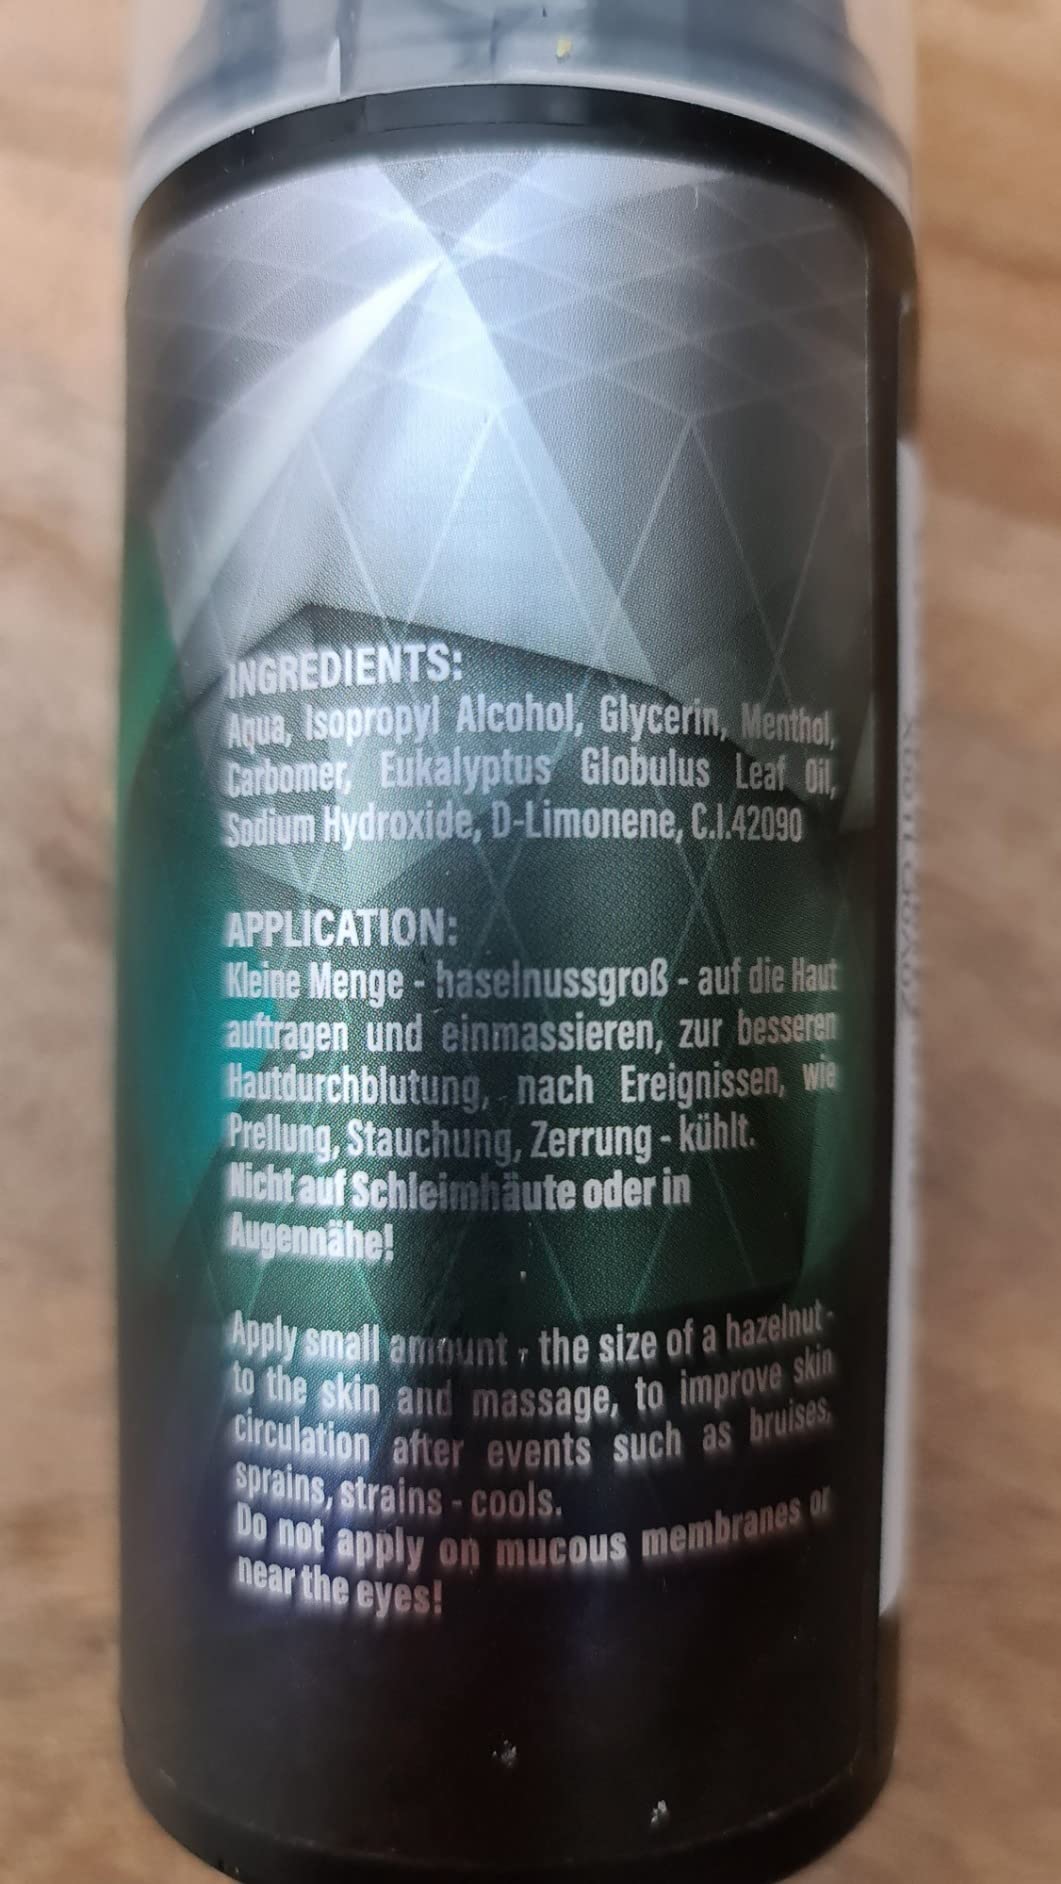 INGREDIENTS:
Aqua, Isopropyl Alcohol, Glycerin, Menthol,
Carbomer, Eukalyptus Globulus Leaf Oil,
Sodium Hydroxide, D-Limonene, C.I.42090
APPLICATION:
Kleine Menge - haselnussgroß - auf die Haut
auftragen und einmassieren, zur besseren
Hautdurchblutung, nach Ereignissen, wie
Prellung, Stauchung, Zerrung - kühlt.
Nicht auf Schleimhäute oder in
Augennähe!
Apply small amount - the size of a hazelnut-
to the skin and massage, to improve skin
circulation after events such as bruises,
sprains, strains - cools.
Do not apply on mucous membranes or
near the eyes!